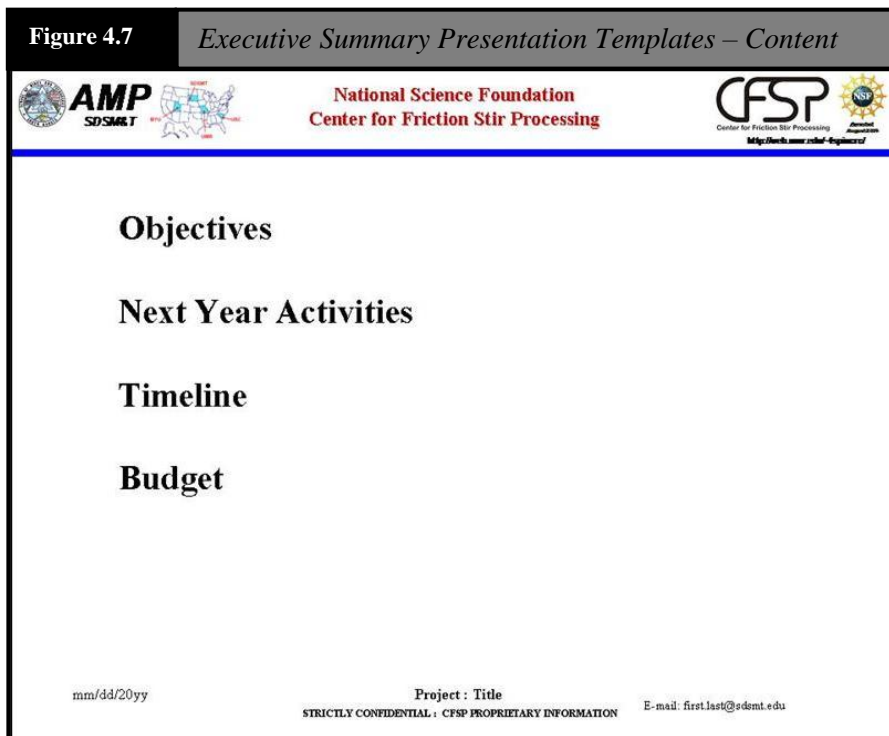 Figure 4.7
Executive Summary Presentation Templates – Content
AMP
SDSM&T
SDSMT
National Science Foundation
Center for Friction Stir Processing
CFSP
Center for Friction Stir Processing
NSF
Objectives
Next Year Activities
Timeline
Budget
mm/dd/20yy
Project : Title
STRICTLY CONFIDENTIAL : CFSP PROPRIETARY INFORMATION
E-mail: first.last@sdsmt.edu